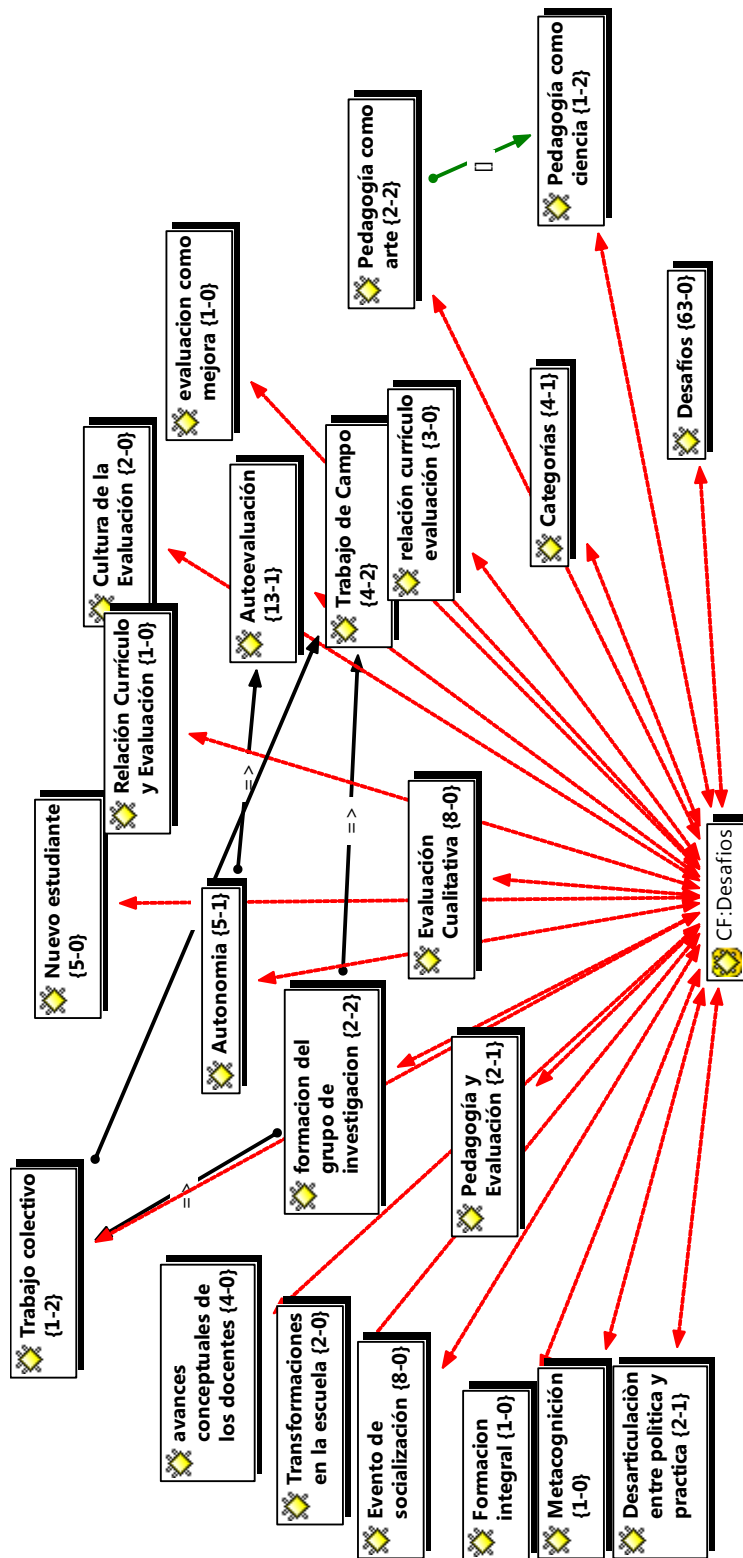 Trabajo colectivo
{1-2}
Nuevo estudiante
{5-0}
Cultura de la
Evaluación {2-0}
Relación Currículo
y Evaluación {1-0}
avances
conceptuales de
los docentes {4-0}
evaluacion como
mejora {1-0}
Autonomia {5-1}
Autoevaluación
{13-1}
=>
=>
=>
Transformaciones
en la escuela {2-0}
formacion del
grupo de
investigacion {2-2}
Trabajo de Campo
{4-2}
Pedagogía como
arte {2-2}
Evento de
socialización {8-0}
relación currículo
evaluación {3-0}
Evaluación
Cualitativa {8-0}
Pedagogía y
Evaluación {2-1}
[]
Formacion
integral {1-0}
Categorías {4-1}
Pedagogía como
ciencia {1-2}
Metacognición
{1-0}
Desarticulaciòn
entre politica y
practica {2-1}
Desafíos {63-0}
CF:Desafios